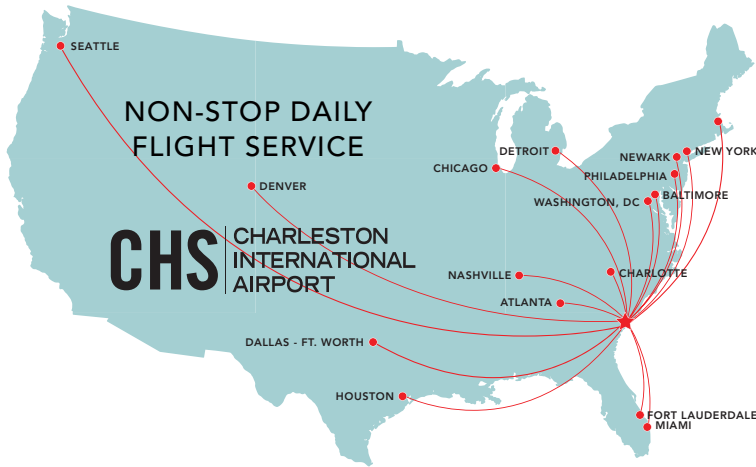 SEATTLE
NON-STOP DAILY
FLIGHT SERVICE
DETROIT
NEWARK
NEW YORK
CHICAGO
PHILADELPHIA
DENVER
BALTIMORE
WASHINGTON, DC
CHS
CHARLESTON
INTERNATIONAL
AIRPORT
NASHVILLE
CHARLOTTE
ATLANTA
DALLAS - FT. WORTH
HOUSTON
FORT LAUDERDALE
MIAMI